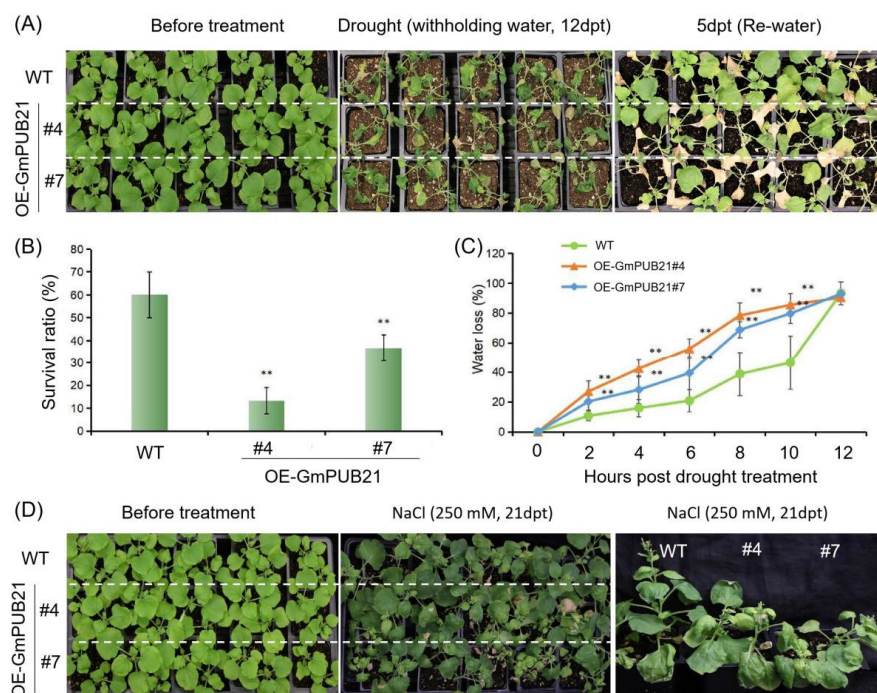 (A)
Before treatment
Drought (withholding water, 12dpt)
5dpt (Re-water)
WT
OE-GmPUB21
#4
#7
(B)
Survival ratio (%)
80
70
60
50
40
30
20
10
0
**
**
WT
#4
#7
OE-GmPUB21
(C)
WT
OE-GmPUB21#4
OE-GmPUB21#7
Water loss (%)
100
80
60
40
20
0
**
**
**
**
**
**
**
**
**
**
0 2 4 6 8 10 12
Hours post drought treatment
(D)
Before treatment
NaCl (250 mM, 21dpt)
NaCl (250 mM, 21dpt)
WT
OE-GmPUB21
#4
#7
WT
#4
#7